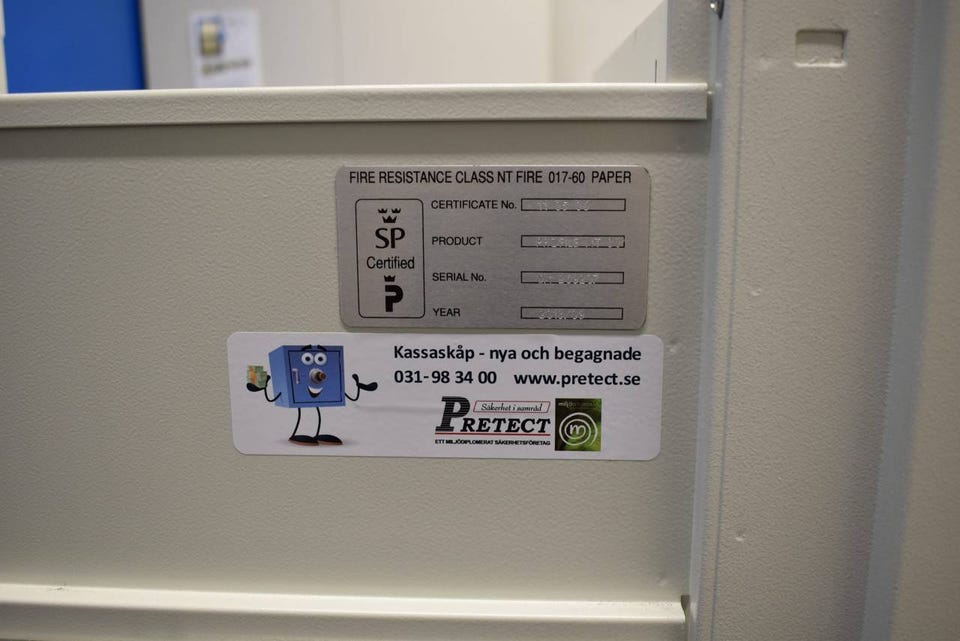 FIRE RESISTANCE CLASS NT FIRE 017-60 PAPER
SP
Certified
P
CERTIFICATE No.
PRODUCT
SERIAL No.
YEAR
Kassaskåp - nya och begagnade
031-98 34 00 www.pretect.se
Säkerhet i samråd
PRETECT
ETT MILJÖDIPLOMERAT SÄKERHETSFÖRETAG
m